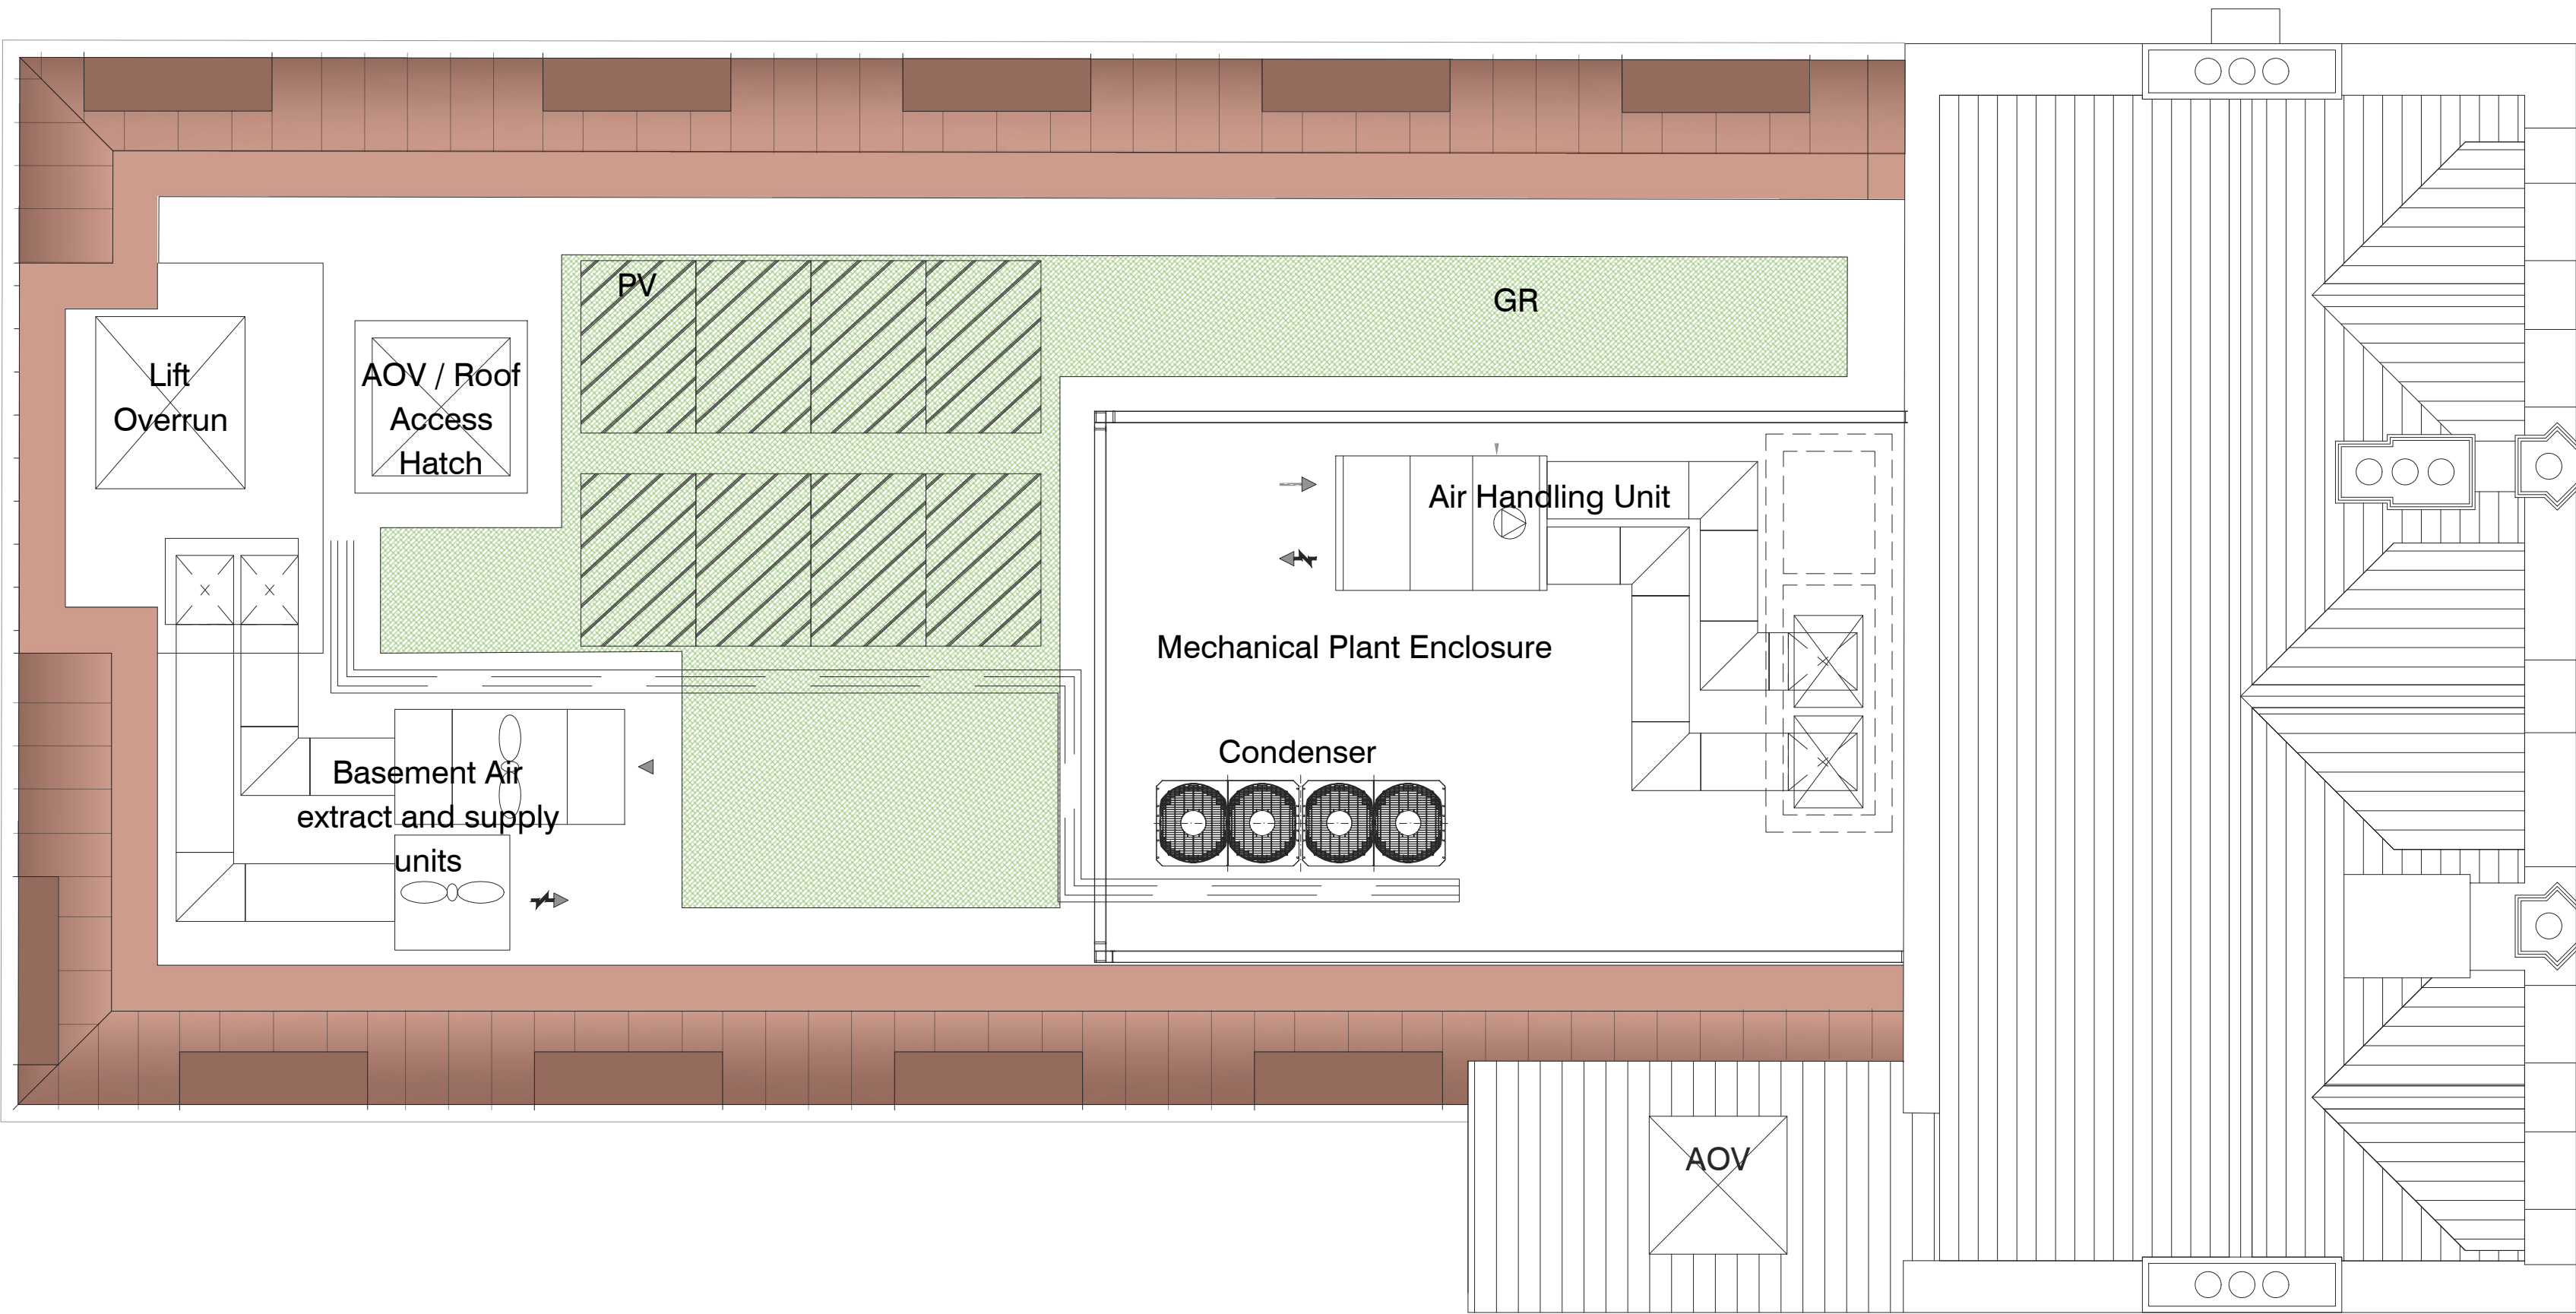 PV
GR
Lift
Overrun
AOV / Roof
Access
Hatch
Air Handling Unit
Mechanical Plant Enclosure
Condenser
Basement Air
extract and supply
units
AOV